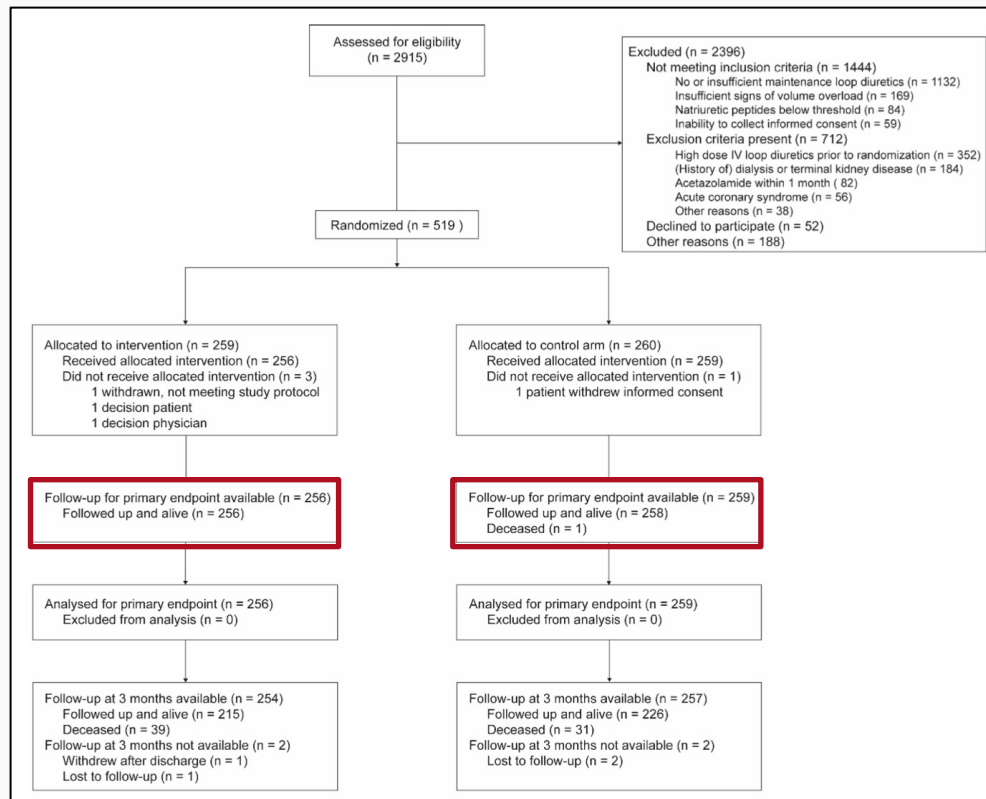 Assessed for eligibility
(n = 2915)
Excluded (n = 2396)
Not meeting inclusion criteria (n = 1444)
No or insufficient maintenance loop diuretics (n = 1132)
Insufficient signs of volume overload (n = 169)
Natriuretic peptides below threshold (n = 84)
Inability to collect informed consent (n = 59)
Exclusion criteria present (n = 712)
High dose IV loop diuretics prior to randomization (n = 352)
(History of) dialysis or terminal kidney disease (n = 184)
Acetazolamide within 1 month ( 82)
Acute coronary syndrome (n = 56)
Other reasons (n = 38)
Declined to participate (n = 52)
Other reasons (n = 188)
Randomized (n = 519 )
Allocated to intervention (n = 259)
Received allocated intervention (n = 256)
Did not receive allocated intervention (n = 3)
1 withdrawn, not meeting study protocol
1 decision patient
1 decision physician
Allocated to control arm (n = 260)
Received allocated intervention (n = 259)
Did not receive allocated intervention (n = 1)
1 patient withdrew informed consent
Follow-up for primary endpoint available (n = 256)
Followed up and alive (n = 256)
Follow-up for primary endpoint available (n = 259)
Followed up and alive (n = 258)
Deceased (n = 1)
Analysed for primary endpoint (n = 256)
Excluded from analysis (n = 0)
Analysed for primary endpoint (n = 259)
Excluded from analysis (n = 0)
Follow-up at 3 months available (n = 254)
Followed up and alive (n = 215)
Deceased (n = 39)
Follow-up at 3 months not available (n = 2)
Withdrew after discharge (n = 1)
Lost to follow-up (n = 1)
Follow-up at 3 months available (n = 257)
Followed up and alive (n = 226)
Deceased (n = 31)
Follow-up at 3 months not available (n = 2)
Lost to follow-up (n = 2)